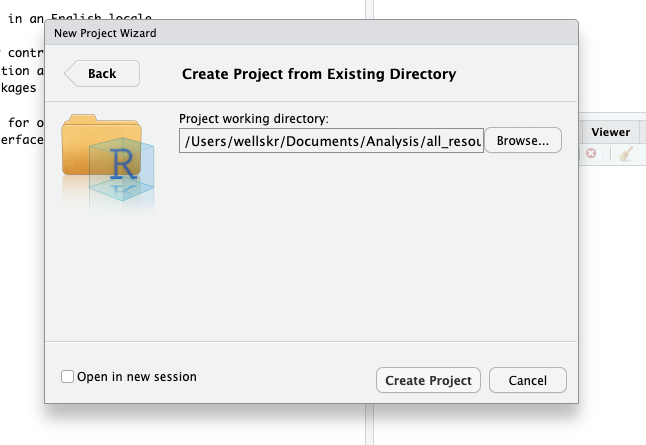 in an English locale
New Project Wizard
contr
Back
Create Project from Existing Directory
tion a
kages
for o
Project working directory:
erface
/Users/wellskr/Documents/Analysis/all_resou
Browse...
Viewer
R
Open in new session
Create Project
Cancel